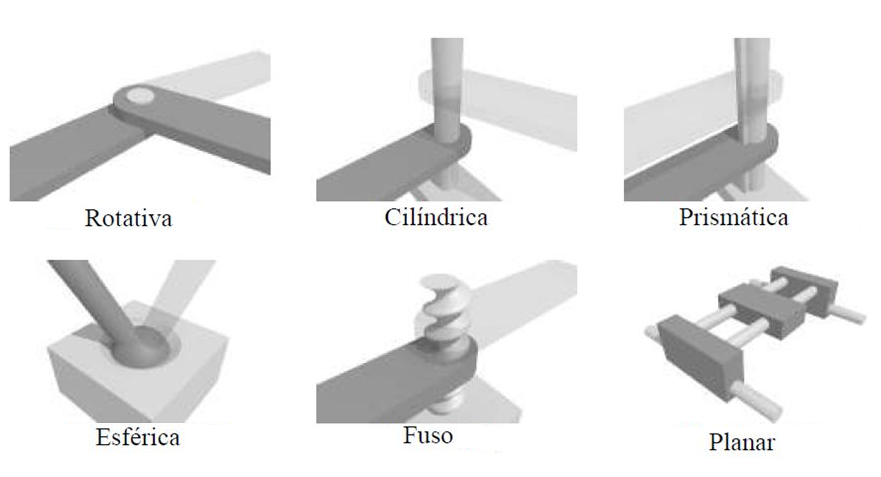 Rotativa
Cilíndrica
Prismática
Esférica
Fuso
Planar